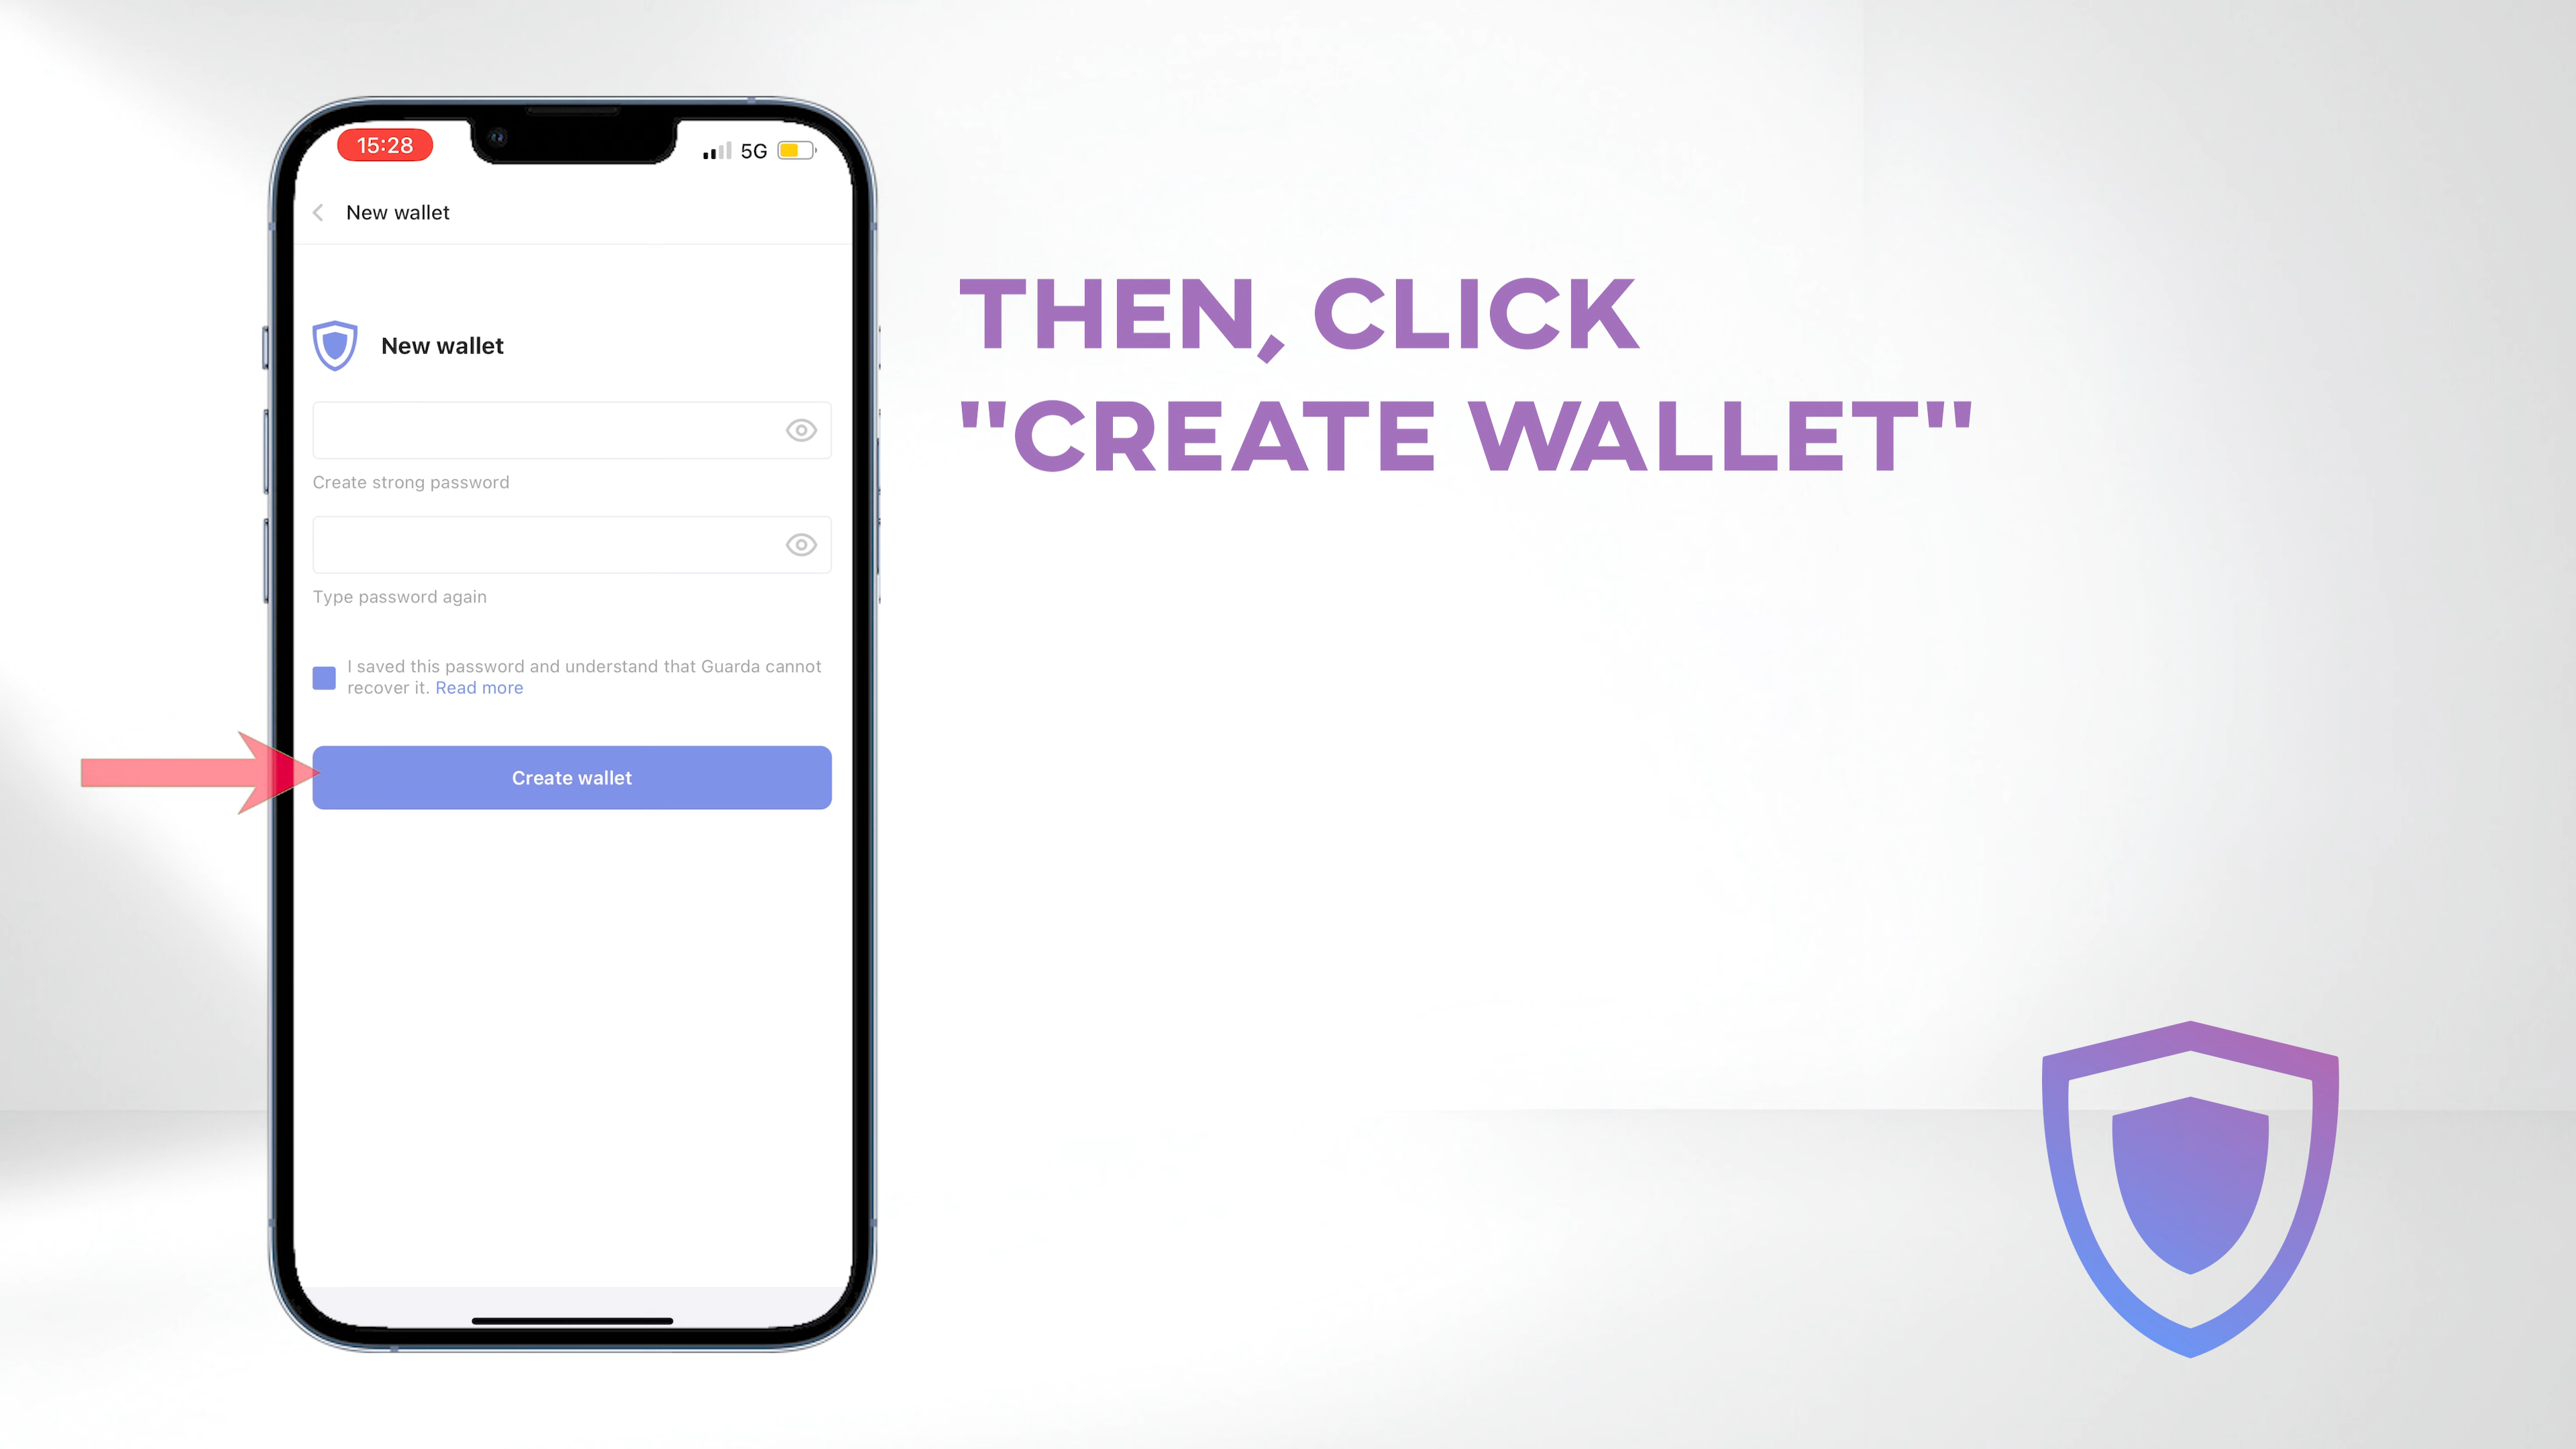 15:28
5G
New wallet
THEN, CLICK
"CREATE WALLET"
New wallet
Create strong password
Type password again
I saved this password and understand that Guarda cannot
recover it. Read more
Create wallet